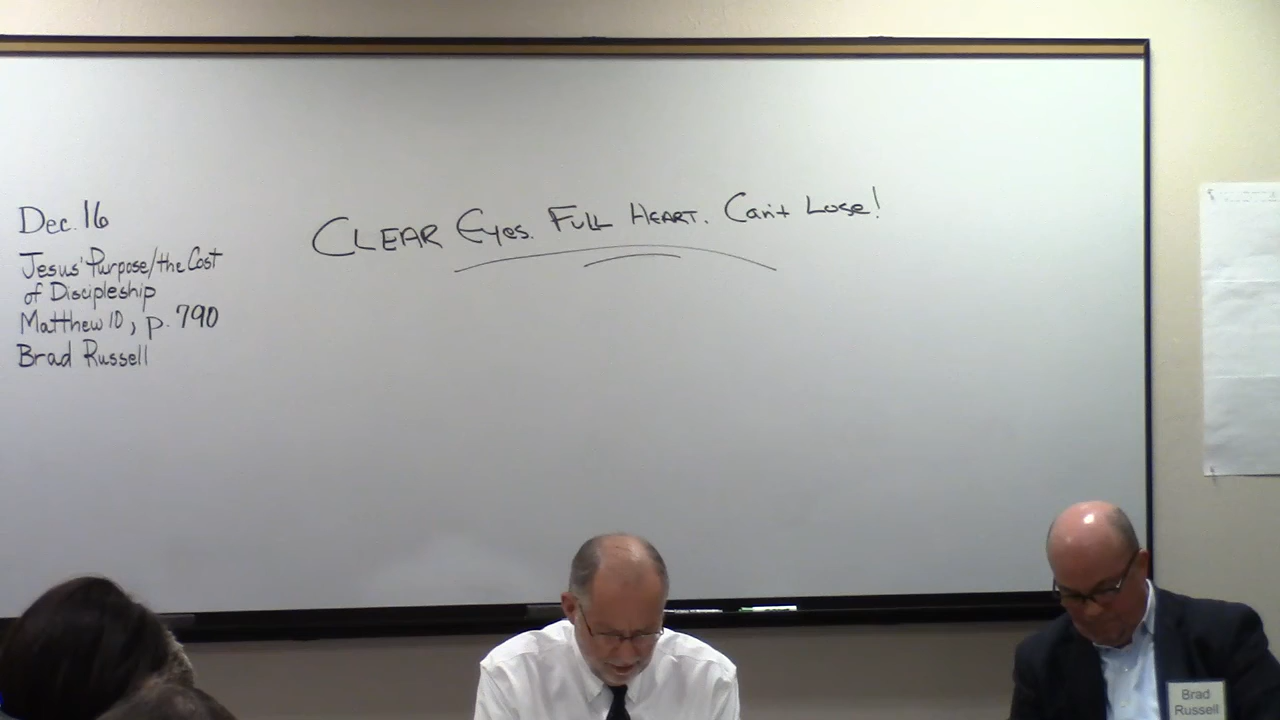 Dec. 16
Jesus' Purpose/the Cost
of Discipleship
Matthew 10, p. 790
Brad Russell
CLEAR Eyes. FULL HEART. Can't Lose!
Brad
Russell